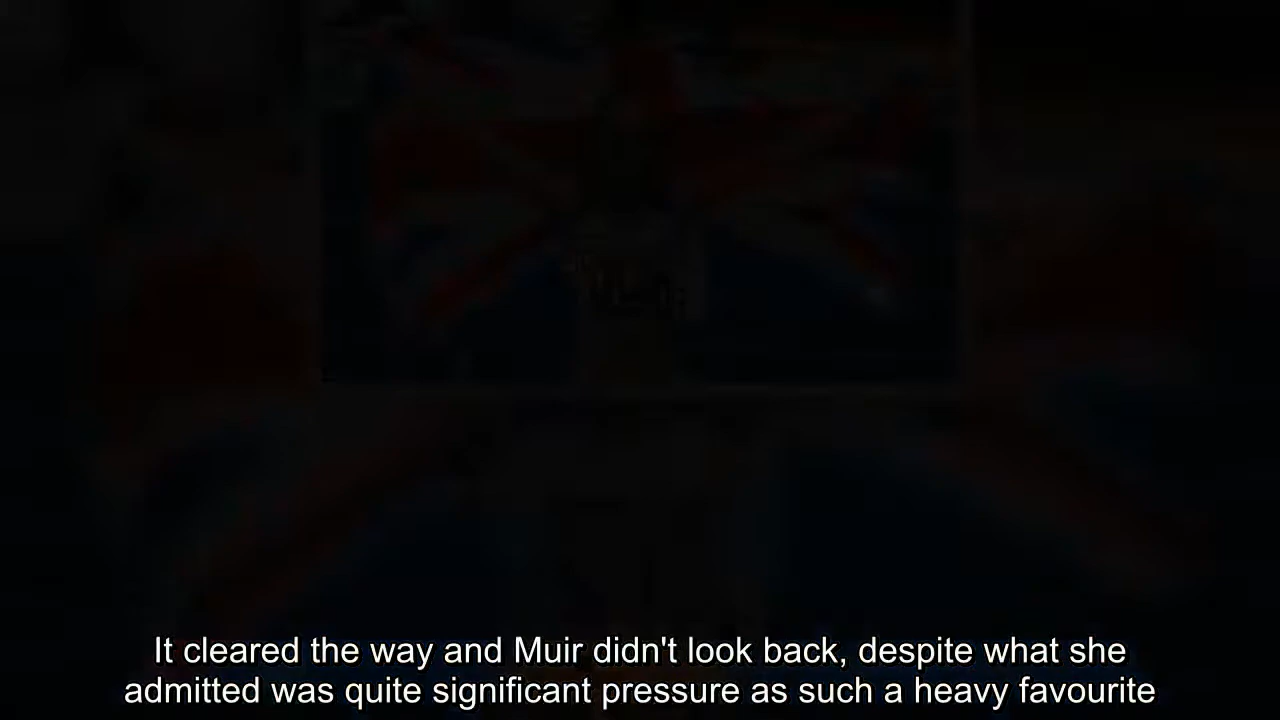 It cleared the way and Muir didn't look back, despite what she
admitted was quite significant pressure as such a heavy favourite